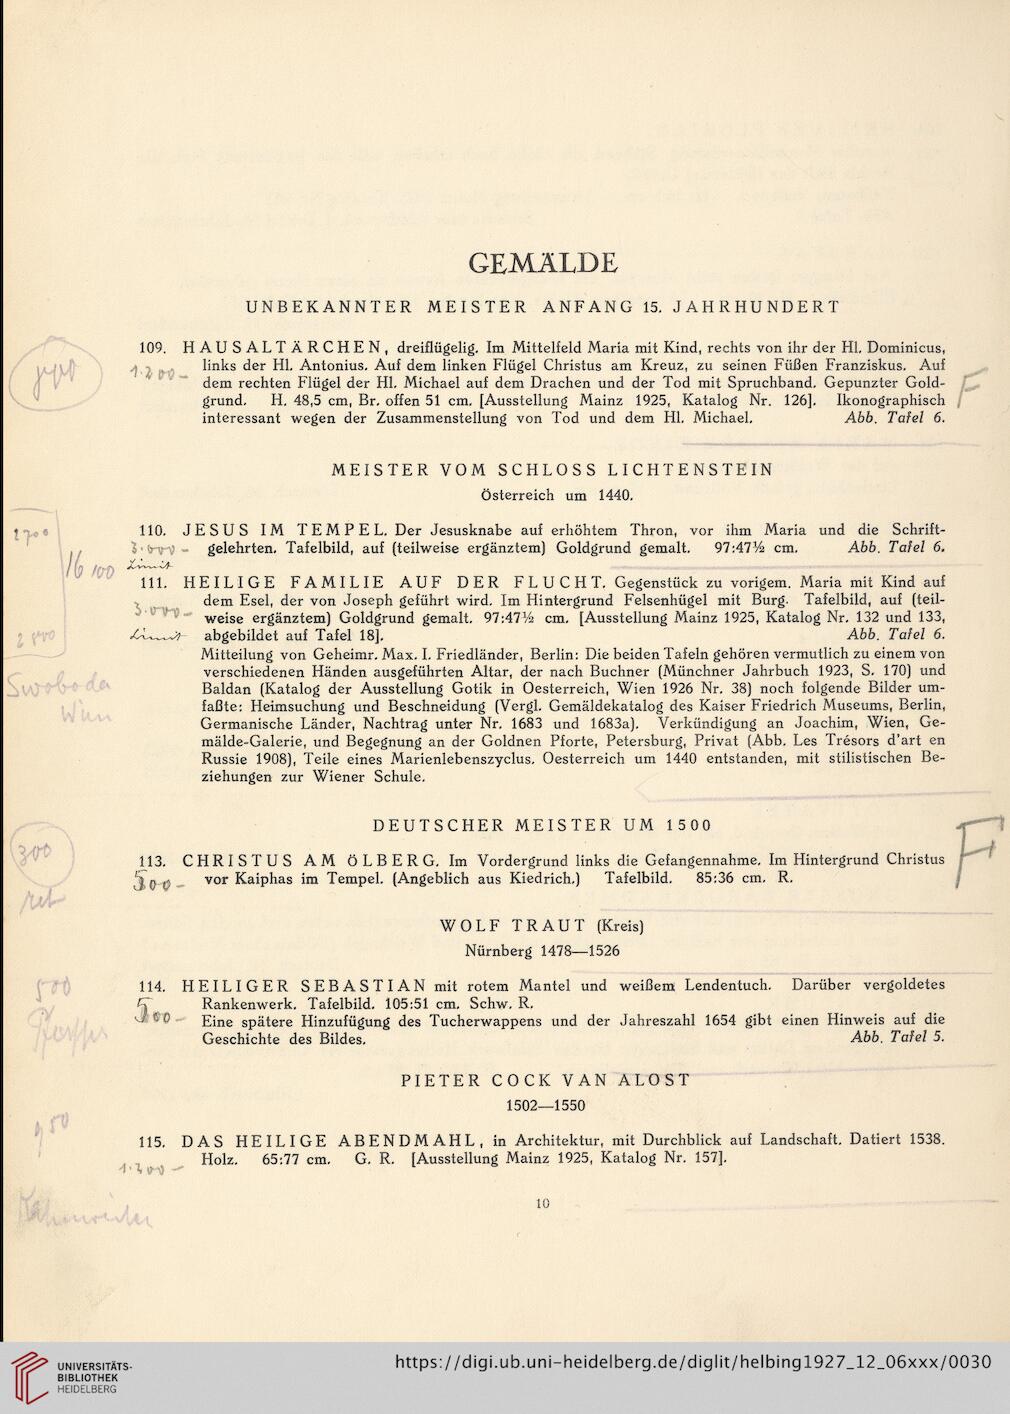 GEMÄLDE
UNBEKANNTER MEISTER ANFANG 15. JAHRHUNDERT
109. HAUSALTÄRCHEN, dreiflügelig. Im Mittelfeld Maria mit Kind, rechts von ihr der Hl. Dominicus,
1.200- links der Hl. Antonius. Auf dem linken Flügel Christus am Kreuz, zu seinen Füßen Franziskus. Auf
dem rechten Flügel der Hl. Michael auf dem Drachen und der Tod mit Spruchband. Gepunzter Gold-
F
grund. H. 48,5 cm, Br. offen 51 cm. [Ausstellung Mainz 1925, Katalog Nr. 126]. Ikonographisch
interessant wegen der Zusammenstellung von Tod und dem Hl. Michael. Abb. Tafel 6.
MEISTER VOM SCHLOSS LICHTENSTEIN
Österreich um 1440.
2700
110. JESUS IM TEMPEL. Der Jesusknabe auf erhöhtem Thron, vor ihm Maria und die Schrift-
3.000- gelehrten. Tafelbild, auf (teilweise ergänztem) Goldgrund gemalt. 97:47½ cm. Abb. Tafel 6.
Limit
16100
111. HEILIGE FAMILIE AUF DER FLUCHT. Gegenstück zu vorigem. Maria mit Kind auf
dem Esel, der von Joseph geführt wird. Im Hintergrund Felsenhügel mit Burg. Tafelbild, auf (teil-
3.000- weise ergänztem) Goldgrund gemalt. 97:47½ cm. [Ausstellung Mainz 1925, Katalog Nr. 132 und 133,
Limit abgebildet auf Tafel 18]. Abb. Tafel 6.
Mitteilung von Geheimr. Max. I. Friedländer, Berlin: Die beiden Tafeln gehören vermutlich zu einem von
verschiedenen Händen ausgeführten Altar, der nach Buchner (Münchner Jahrbuch 1923, S. 170) und
Swoboda
Baldan (Katalog der Ausstellung Gotik in Oesterreich, Wien 1926 Nr. 38) noch folgende Bilder um-
Wien
faßte: Heimsuchung und Beschneidung (Vergl. Gemäldekatalog des Kaiser Friedrich Museums, Berlin,
Germanische Länder, Nachtrag unter Nr. 1683 und 1683a). Verkündigung an Joachim, Wien, Ge-
mälde-Galerie, und Begegnung an der Goldnen Pforte, Petersburg, Privat (Abb. Les Trésors d'art en
Russie 1908), Teile eines Marienlebenszyclus. Oesterreich um 1440 entstanden, mit stilistischen Be-
ziehungen zur Wiener Schule.
DEUTSCHER MEISTER UM 1500
300
F
113. CHRISTUS AM ÖLBERG. Im Vordergrund links die Gefangennahme. Im Hintergrund Christus
500- vor Kaiphas im Tempel. (Angeblich aus Kiedrich.) Tafelbild. 85:36 cm. R.
ret
WOLF TRAUT (Kreis)
Nürnberg 1478—1526
500
114. HEILIGER SEBASTIAN mit rotem Mantel und weißem Lendentuch. Darüber vergoldetes
Rankenwerk. Tafelbild. 105:51 cm. Schw. R.
500- Eine spätere Hinzufügung des Tucherwappens und der Jahreszahl 1654 gibt einen Hinweis auf die
Geschichte des Bildes. Abb. Tafel 5.
PIETER COCK VAN ALOST
1502—1550
950
115. DAS HEILIGE ABENDMAHL, in Architektur, mit Durchblick auf Landschaft. Datiert 1538.
Holz. 65:77 cm. G. R. [Ausstellung Mainz 1925, Katalog Nr. 157].
10
UNIVERSITÄTS-
BIBLIOTHEK
HEIDELBERG
https://digi.ub.uni-heidelberg.de/diglit/helbing1927_12_06xxx/0030